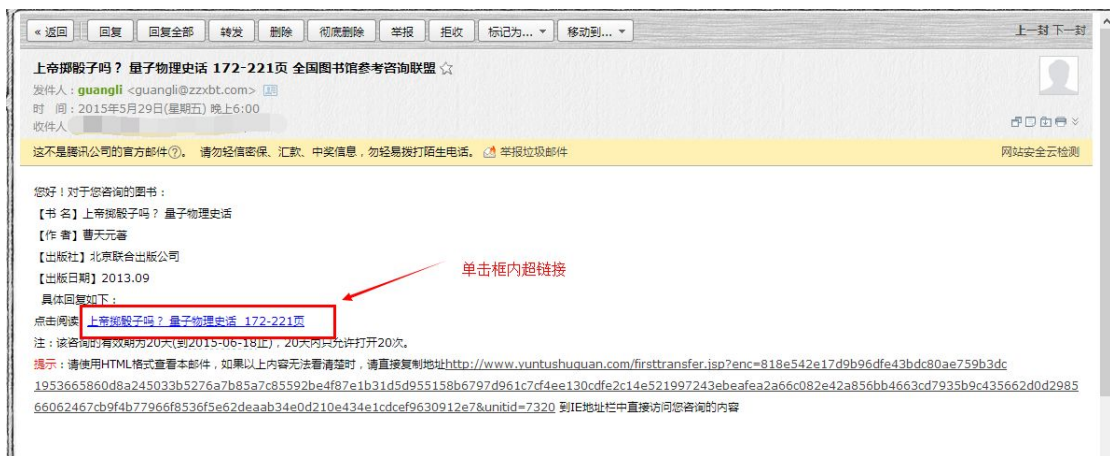 « 返回 回复 回复全部 转发 删除 彻底删除 举报 拒收 标记为... 移动到... 上一封 下一封
上帝掷骰子吗？ 量子物理史话 172-221页 全国图书馆参考咨询联盟 ☆
发件人：guangli <guangli@zzxbt.com>
时 间：2015年5月29日(星期五) 晚上6:00
收件人
这不是腾讯公司的官方邮件?。 请勿轻信密保、汇款、中奖信息，勿轻易拨打陌生电话。 举报垃圾邮件 网站安全云检测
您好！对于您咨询的图书：
【书 名】上帝掷骰子吗？ 量子物理史话
【作 者】曹天元著
【出版社】北京联合出版公司
【出版日期】2013.09
单击框内超链接
具体回复如下：
点击阅读 上帝掷骰子吗？ 量子物理史话 172-221页
注：该咨询的有效期为20天(到2015-06-18止)，20天内只允许打开20次。
提示：请使用HTML格式查看本邮件，如果以上内容无法看清楚时，请直接复制地址http://www.yuntushuquan.com/firsttransfer.jsp?enc=818e542e17d9b96dfe43bdc80ae759b3dc
1953665860d8a245033b5276a7b85a7c85592be4f87e1b31d5d955158b6797d961c7cf4ee130cdfe2c14e521997243ebeafea2a66c082e42a856bb4663cd7935b9c435662d0d2985
66062467cb9f4b77966f8536f5e62deaab34e0d210e434e1cdcef9630912e7&unitid=7320 到IE地址栏中直接访问您咨询的内容